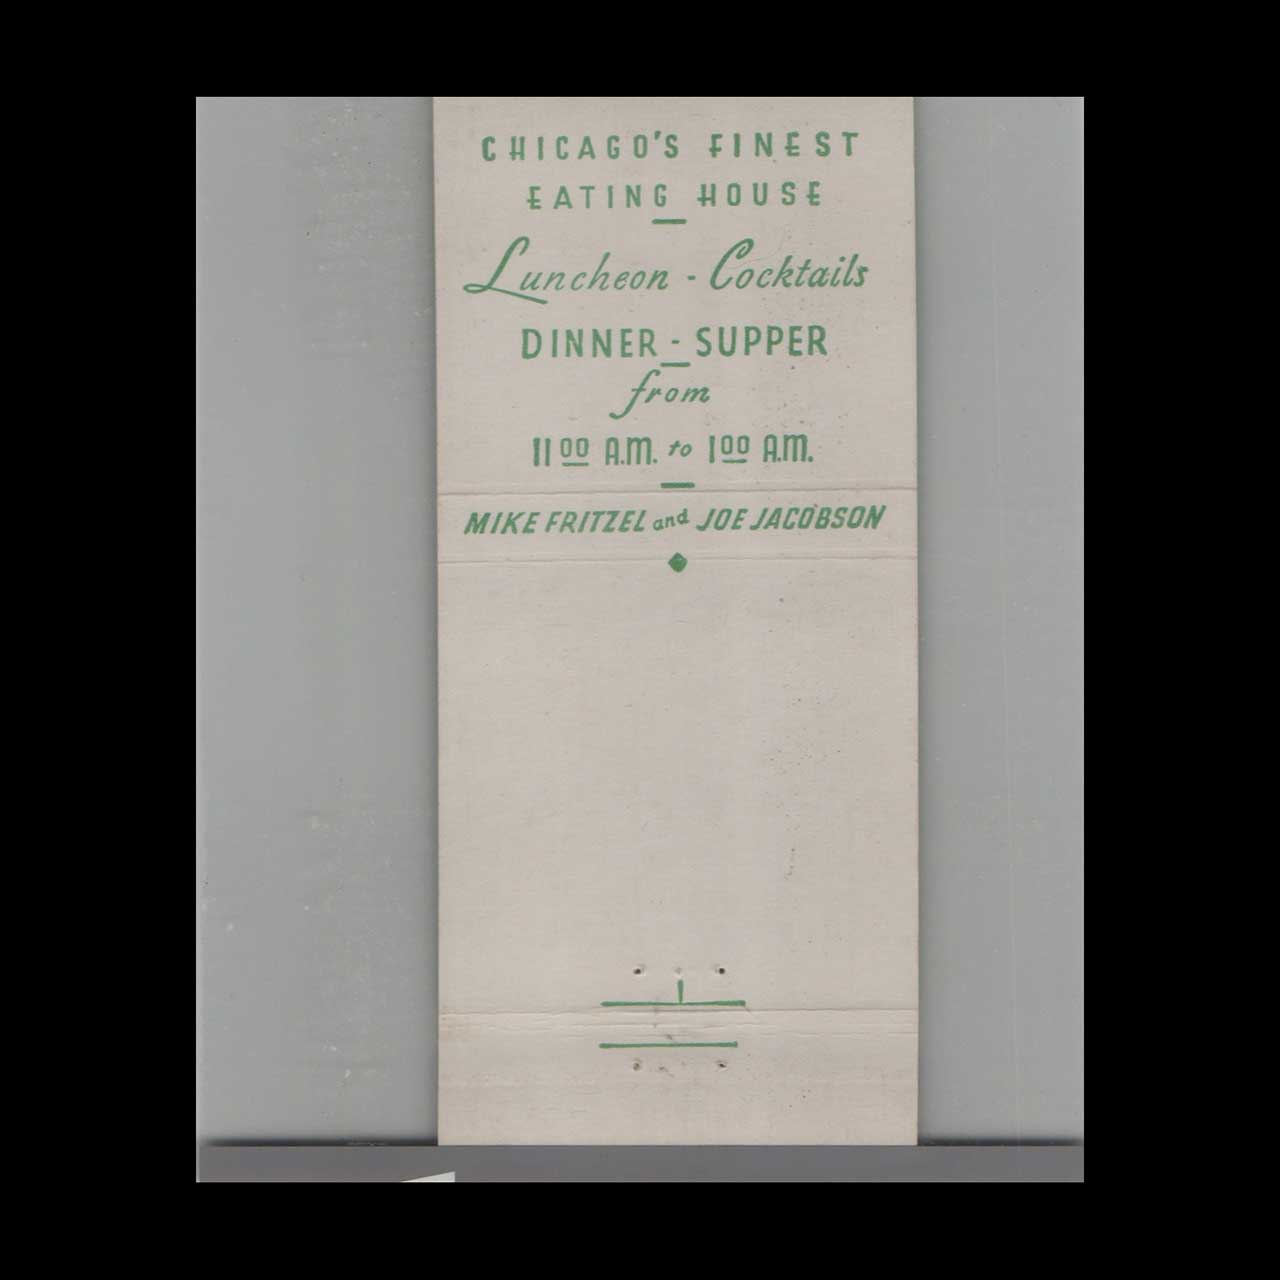 CHICAGO'S FINEST
EATING HOUSE
Luncheon - Cocktails
DINNER - SUPPER
from
11 00 A.M. to 1 00 A.M.
MIKE FRITZEL and JOE JACOBSON